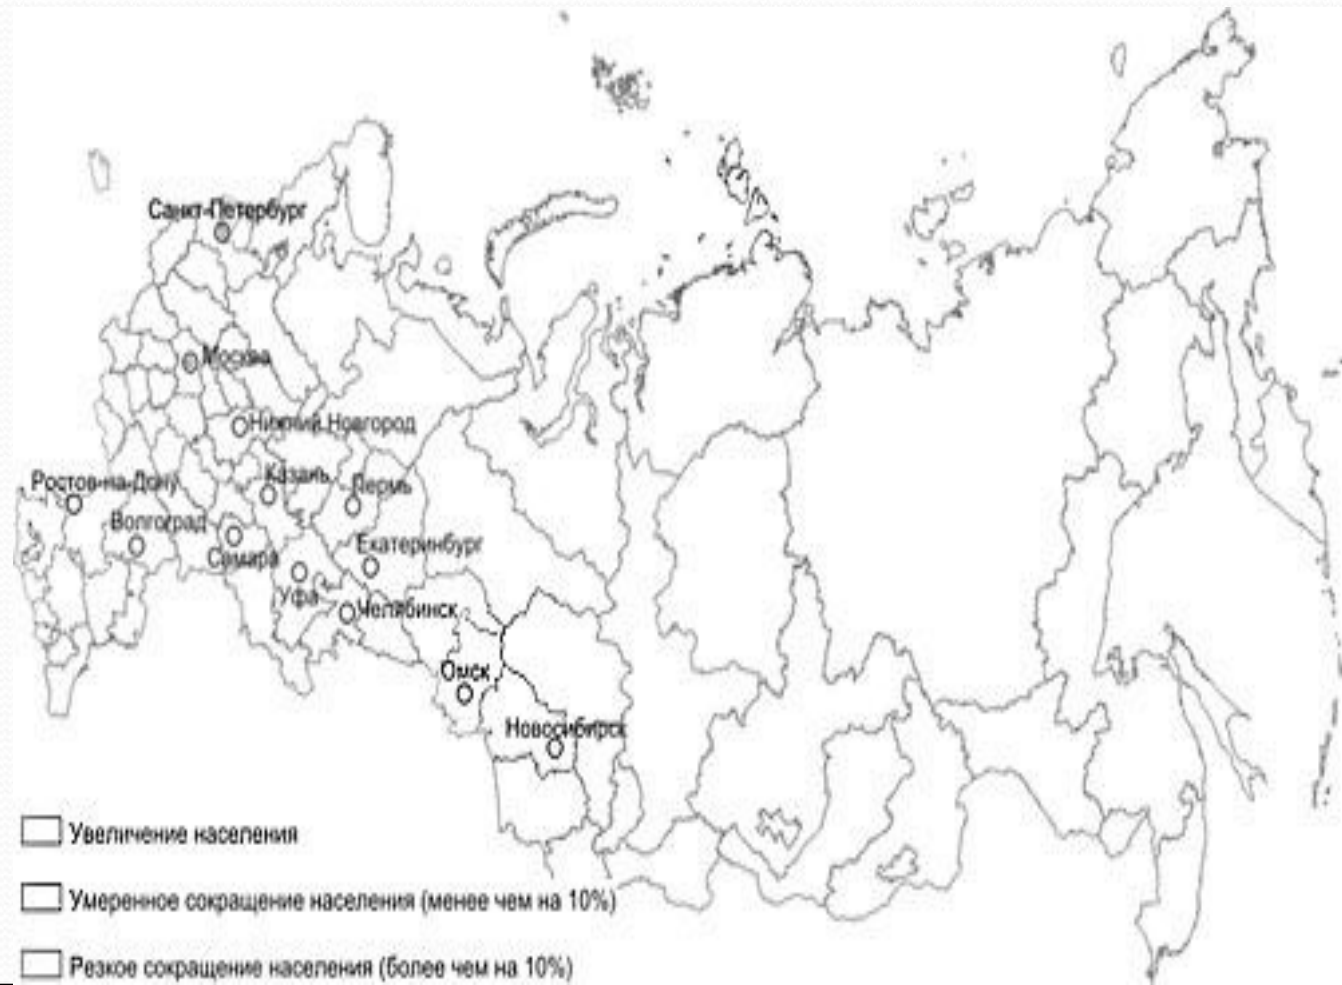 Санкт-Петербург
Москва
Нижний Новгород
Казань
Пермь
Ростов-на-Дону
Волгоград
Самара
Екатеринбург
Уфа
Челябинск
Омск
Новосибирск
Увеличение населения
Умеренное сокращение населения (менее чем на 10%)
Резкое сокращение населения (более чем на 10%)